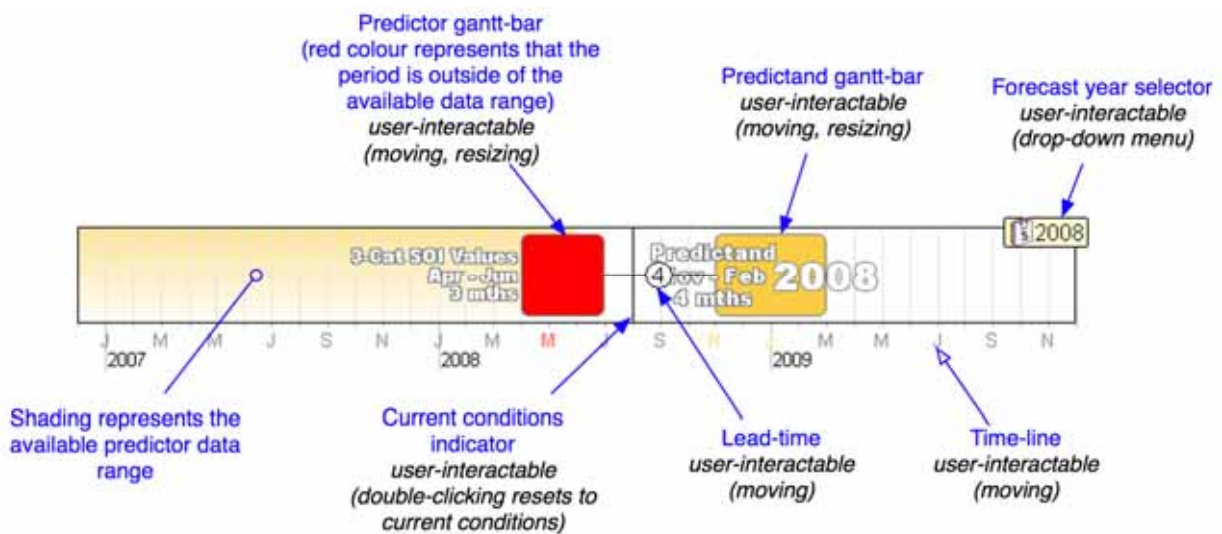 Predictor gantt-bar
(red colour represents that the
period is outside of the
available data range)
user-interactable
(moving, resizing)
Predictand gantt-bar
user-interactable
(moving, resizing)
Forecast year selector
user-interactable
(drop-down menu)
3-Cat SOI Values
Apr - Jun
3 mths
4
Predictand
Nov - Feb
4 mths
2008
2008
J M M J S N J M M J S N J M M J S N
2007 2008 2009
Shading represents the
available predictor data
range
Current conditions
indicator
user-interactable
(double-clicking resets to
current conditions)
Lead-time
user-interactable
(moving)
Time-line
user-interactable
(moving)